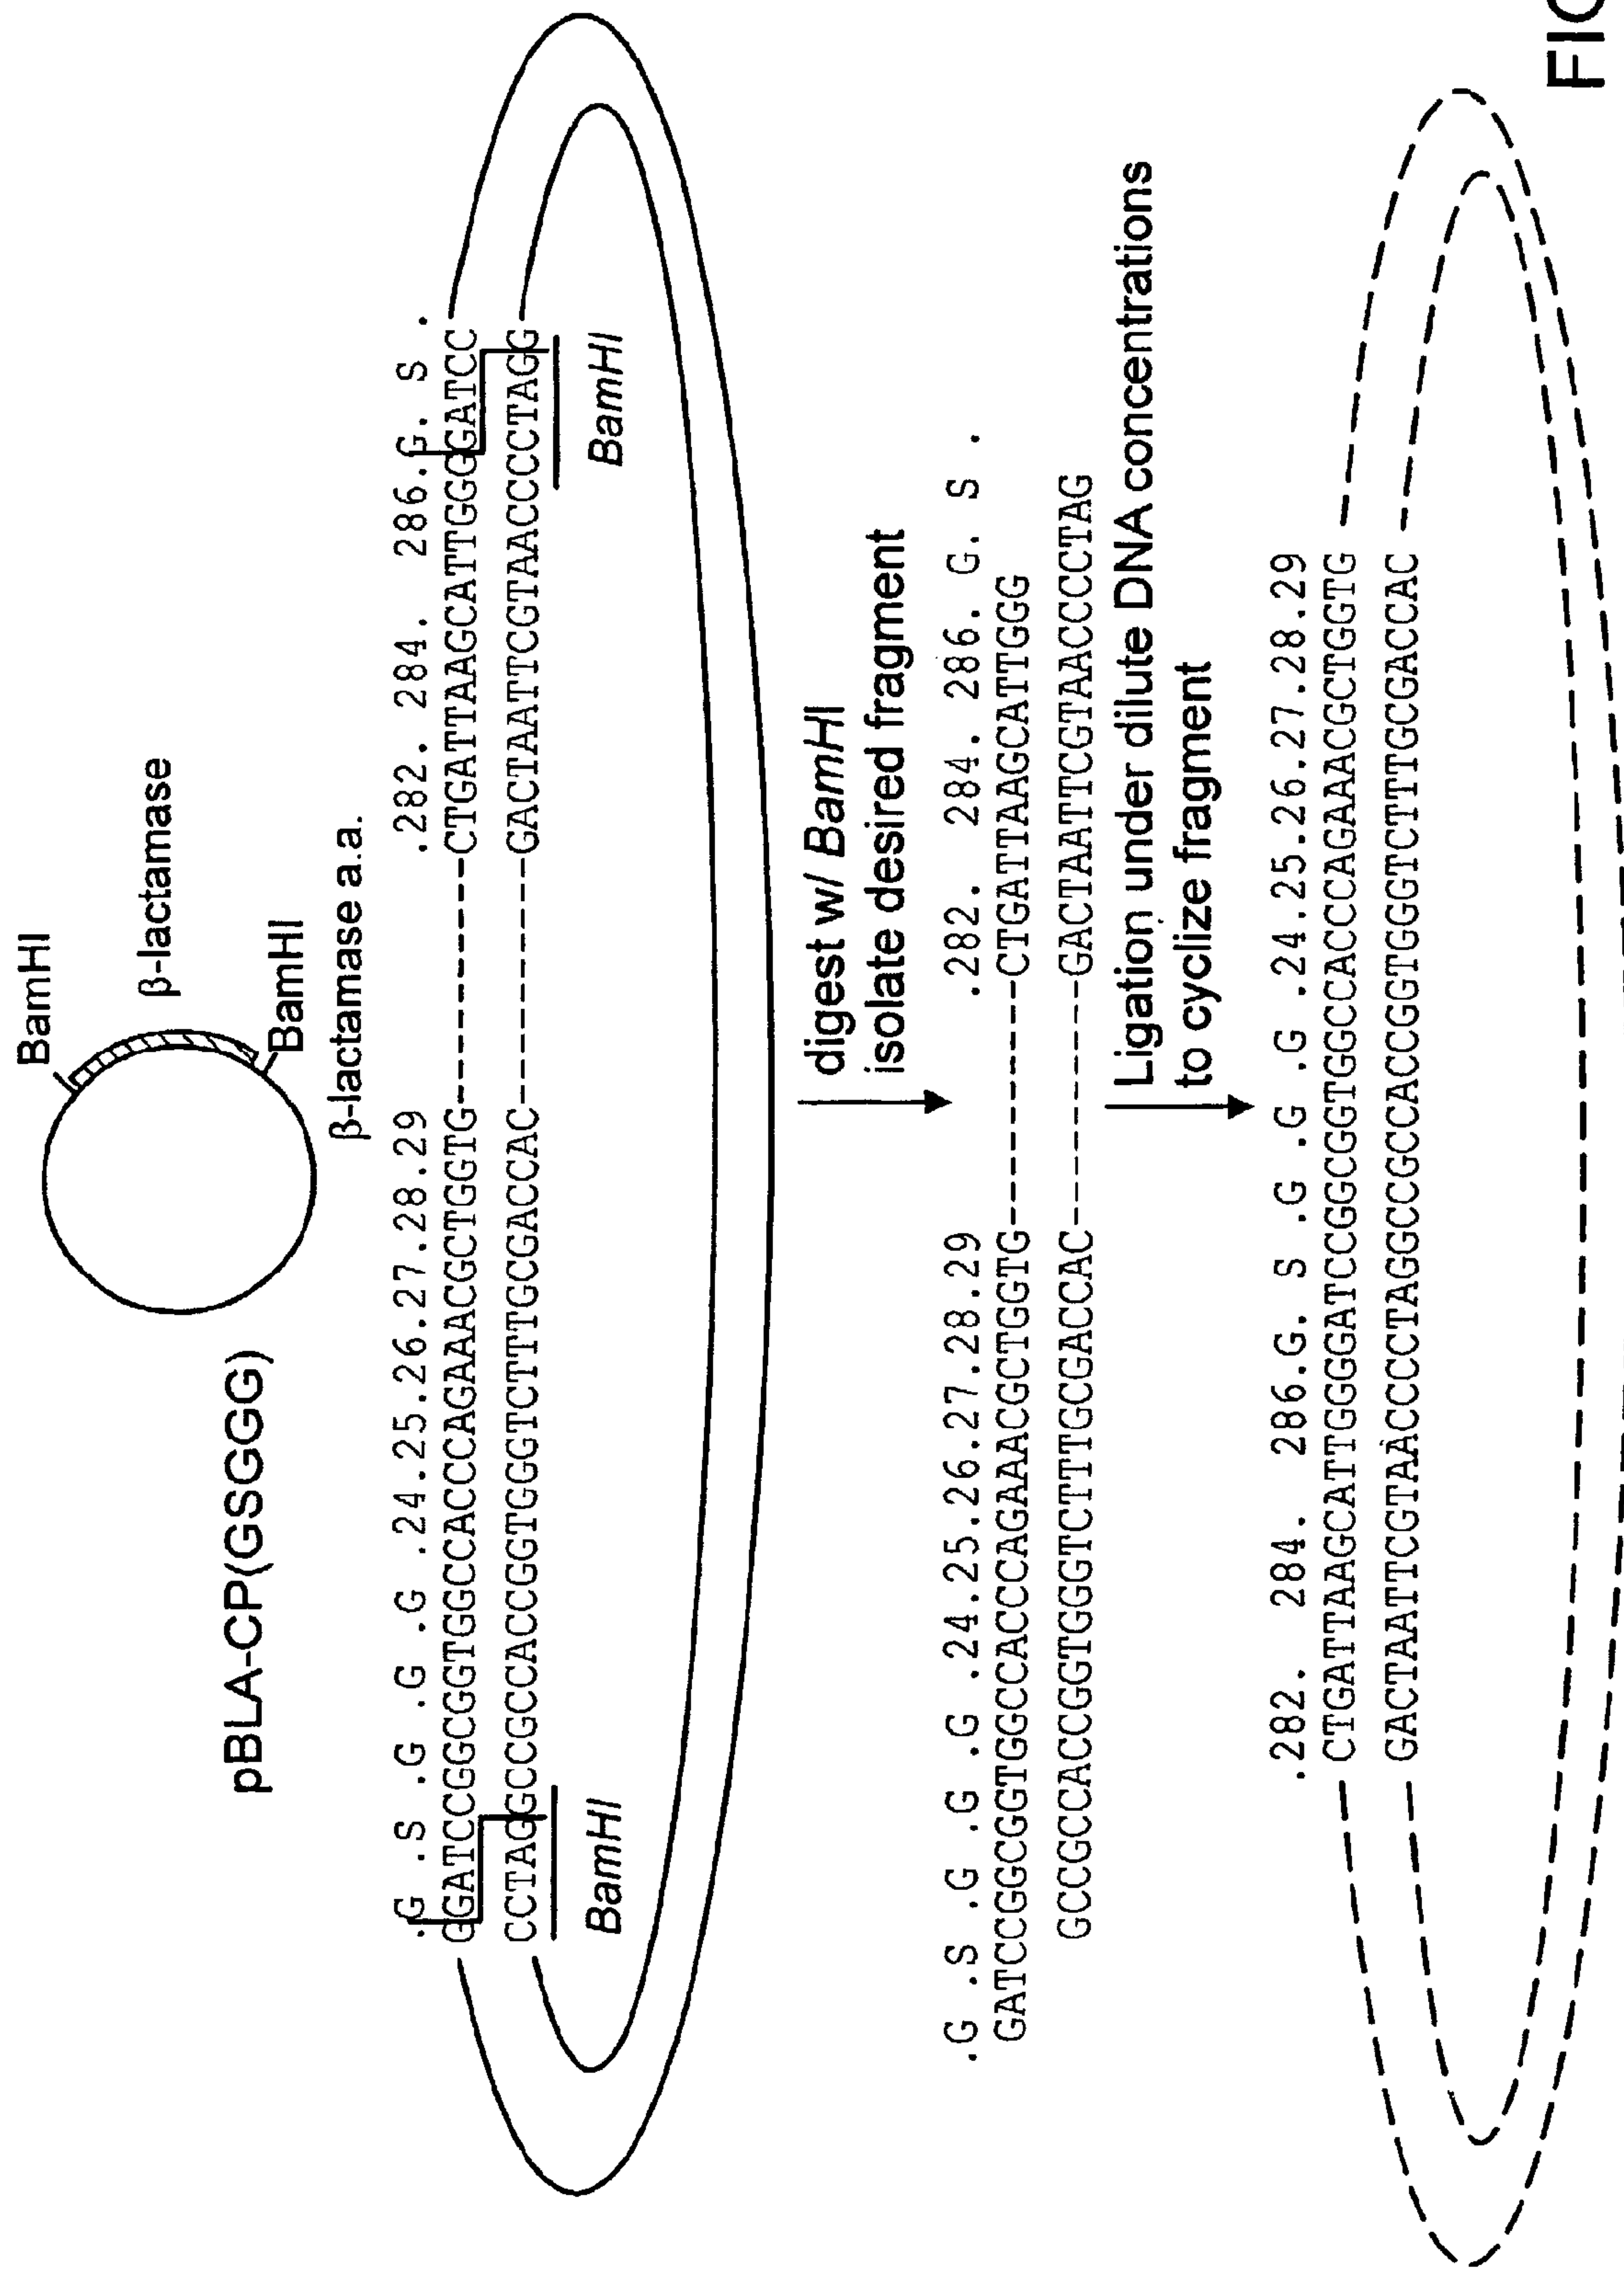 BamHI
β-lactamase
BamHI
pBLA-CP(GSGGG)
β-lactamase a.a.
.G .S .G .G .G .24.25.26.27.28.29 .282. 284. 286.G. S .
GGATCCGGCGGTGGCCACCCAGAAACGCTGGTG----------CTGATTAAGCATTGGGGATCC
CCTAGGCCGCCACCGGTGGGTCTTTGCGACCAC----------GACTAATTCGTAACCCCTAGG
BamHI BamHI
digest w/ BamHI
isolate desired fragment
.G .S .G .G .G .24.25.26.27.28.29 .282. 284. 286. G. S .
GATCCGGCGGTGGCCACCCAGAAACGCTGGTG----------CTGATTAAGCATTGGG
GCCGCCACCGGTGGGTCTTTGCGACCAC----------GACTAATTCGTAACCCCTAG
Ligation under dilute DNA concentrations
to cyclize fragment
.282. 284. 286.G. S .G .G .G .24.25.26.27.28.29
CTGATTAAGCATTGGGGATCCGGCGGTGGCCACCCAGAAACGCTGGTG
GACTAATTCGTAACCCCTAGGCCGCCACCGGTGGGTCTTTGCGACCAC